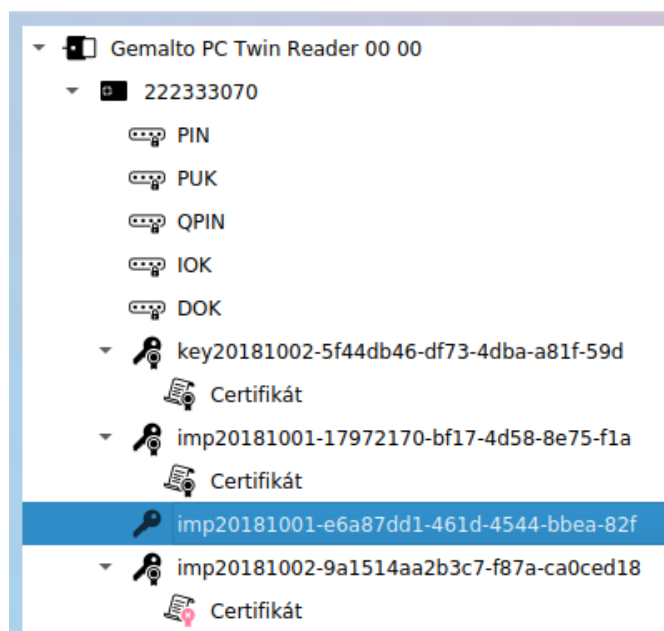 Gemalto PC Twin Reader 00 00
222333070
PIN
PUK
QPIN
IOK
DOK
key20181002-5f44db46-df73-4dba-a81f-59d
Certifikát
imp20181001-17972170-bf17-4d58-8e75-f1a
Certifikát
imp20181001-e6a87dd1-461d-4544-bbea-82f
imp20181002-9a1514aa2b3c7-f87a-ca0ced18
Certifikát